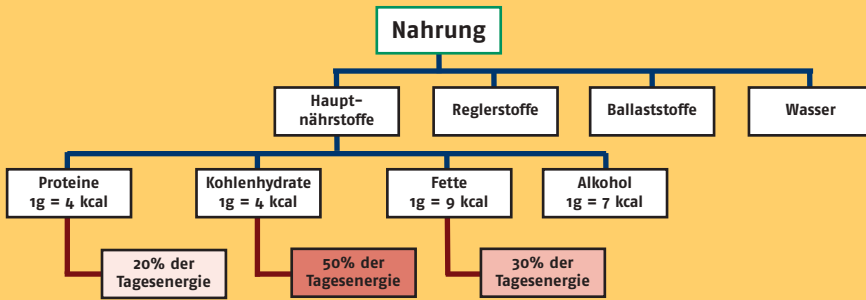 Nahrung
Haupt-
nährstoffe
Reglerstoffe
Ballaststoffe
Wasser
Proteine
1g = 4 kcal
Kohlenhydrate
1g = 4 kcal
Fette
1g = 9 kcal
Alkohol
1g = 7 kcal
20% der
Tagesenergie
50% der
Tagesenergie
30% der
Tagesenergie